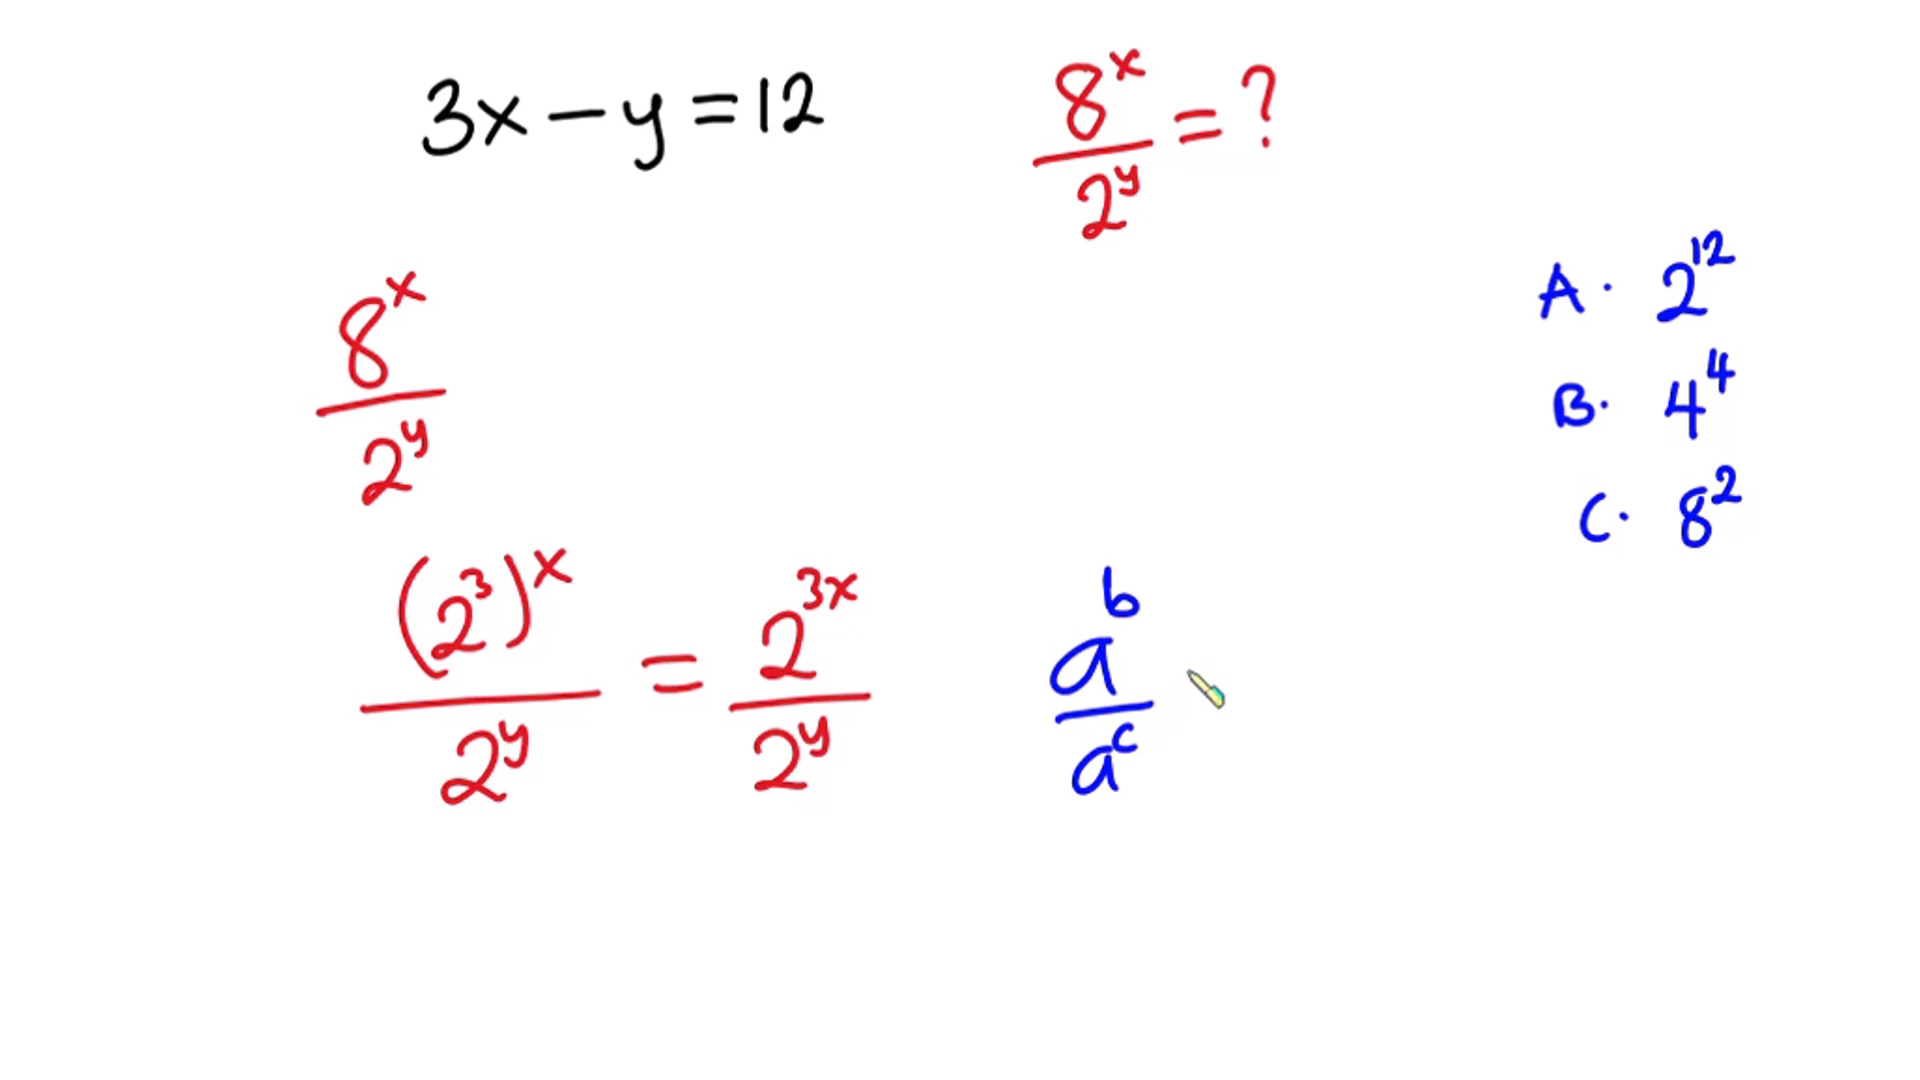 3x - y = 12
8^x / 2^y = ?
A. 2^12
8^x / 2^y
B. 4^4
C. 8^2
(2^3)^x / 2^y = 2^3x / 2^y
a^b / a^c